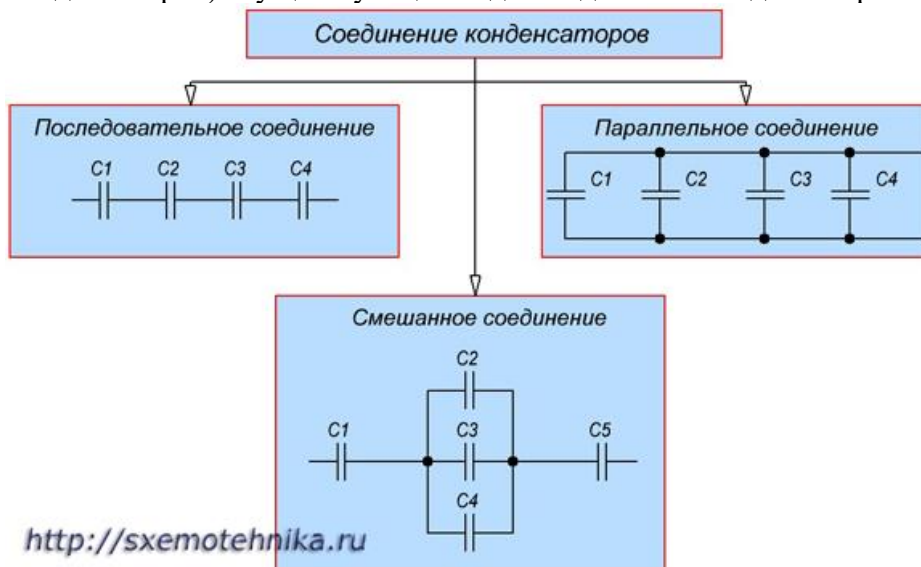 Соединение конденсаторов
Последовательное соединение
C1 C2 C3 C4
Параллельное соединение
C1 C2 C3 C4
Смешанное соединение
C2
C1 C3 C5
C4
http://sxemotehnika.ru